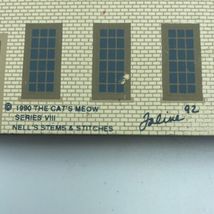 © 1990 THE CAT'S MEOW
SERIES VIII
NELL'S STEMS & STITCHES
Faline 92